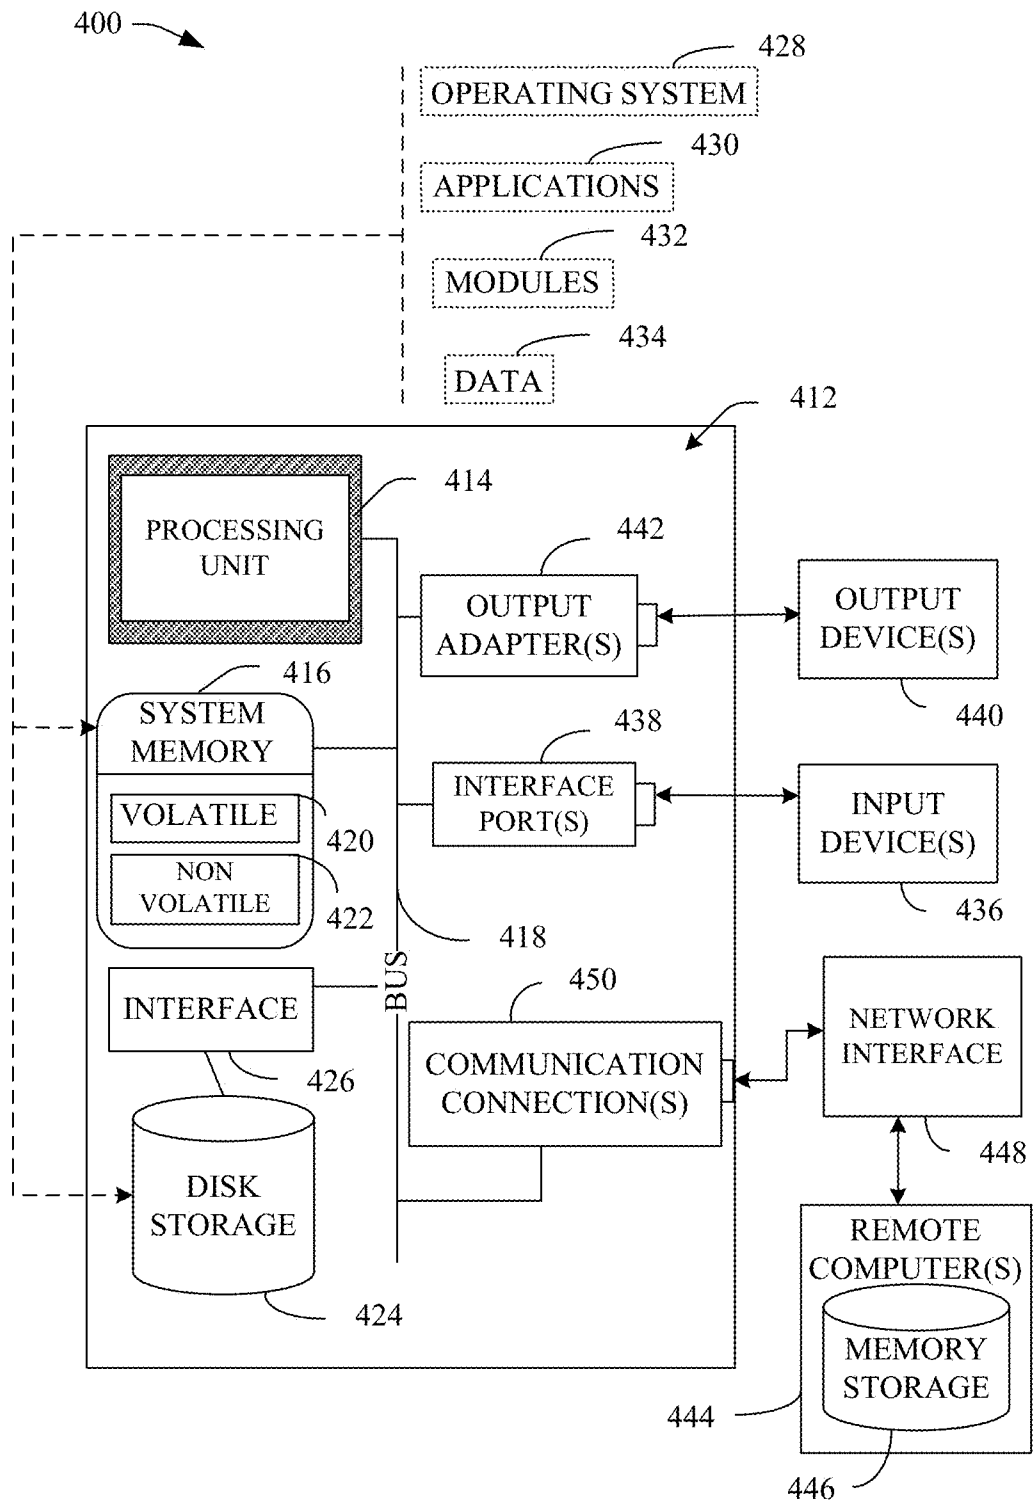 400
428
OPERATING SYSTEM
430
APPLICATIONS
432
MODULES
434
DATA
412
414
PROCESSING
UNIT
442
OUTPUT
ADAPTER(S)
OUTPUT
DEVICE(S)
440
416
SYSTEM
MEMORY
438
INTERFACE
PORT(S)
INPUT
DEVICE(S)
436
VOLATILE
420
NON
VOLATILE
422
418
BUS
INTERFACE
426
450
COMMUNICATION
CONNECTION(S)
NETWORK
INTERFACE
448
DISK
STORAGE
424
REMOTE
COMPUTER(S)
MEMORY
STORAGE
444
446